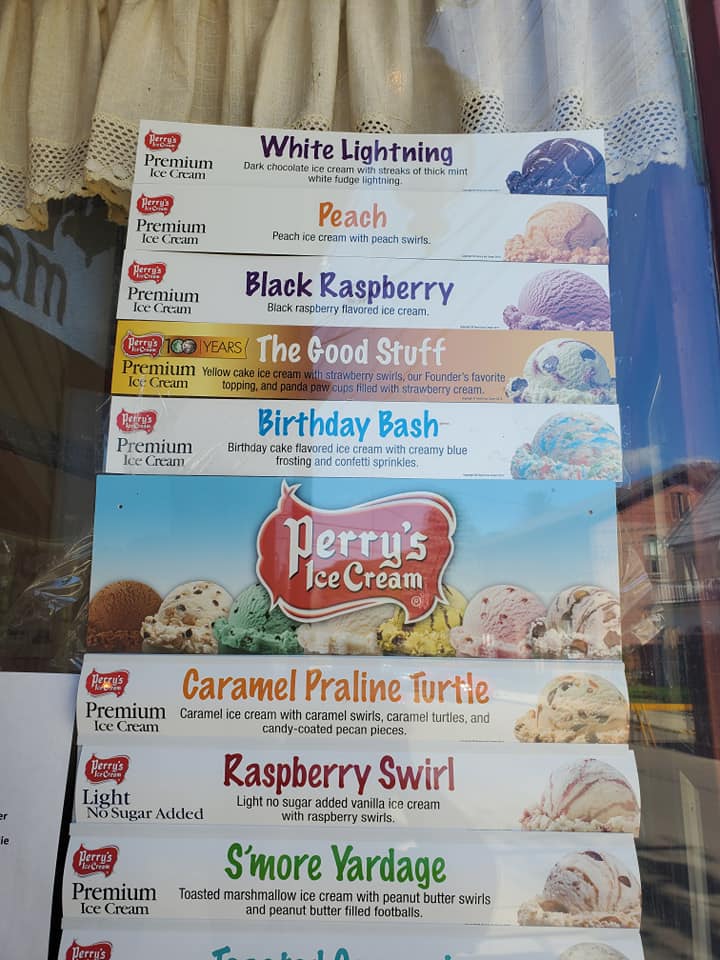 am
Perry's
Ice Cream
Premium
Ice Cream
White Lightning
Dark chocolate ice cream with streaks of thick mint
white fudge lightning.
Perry's
Ice Cream
Premium
Ice Cream
Peach
Peach ice cream with peach swirls.
Perry's
Ice Cream
Premium
Ice Cream
Black Raspberry
Black raspberry flavored ice cream.
Perry's
Ice Cream
100 YEARS
Premium
Ice Cream
The Good Stuff
Yellow cake ice cream with strawberry swirls, our Founder's favorite
topping, and panda paw cups filled with strawberry cream.
Perry's
Ice Cream
Premium
Ice Cream
Birthday Bash
Birthday cake flavored ice cream with creamy blue
frosting and confetti sprinkles.
Perry's
Ice Cream ®
Perry's
Ice Cream
Premium
Ice Cream
Caramel Praline Turtle
Caramel ice cream with caramel swirls, caramel turtles, and
candy-coated pecan pieces.
Perry's
Ice Cream
Light
No Sugar Added
Raspberry Swirl
Light no sugar added vanilla ice cream
with raspberry swirls.
er
ie
Perry's
Ice Cream
Premium
Ice Cream
S'more Yardage
Toasted marshmallow ice cream with peanut butter swirls
and peanut butter filled footballs.
Perry's